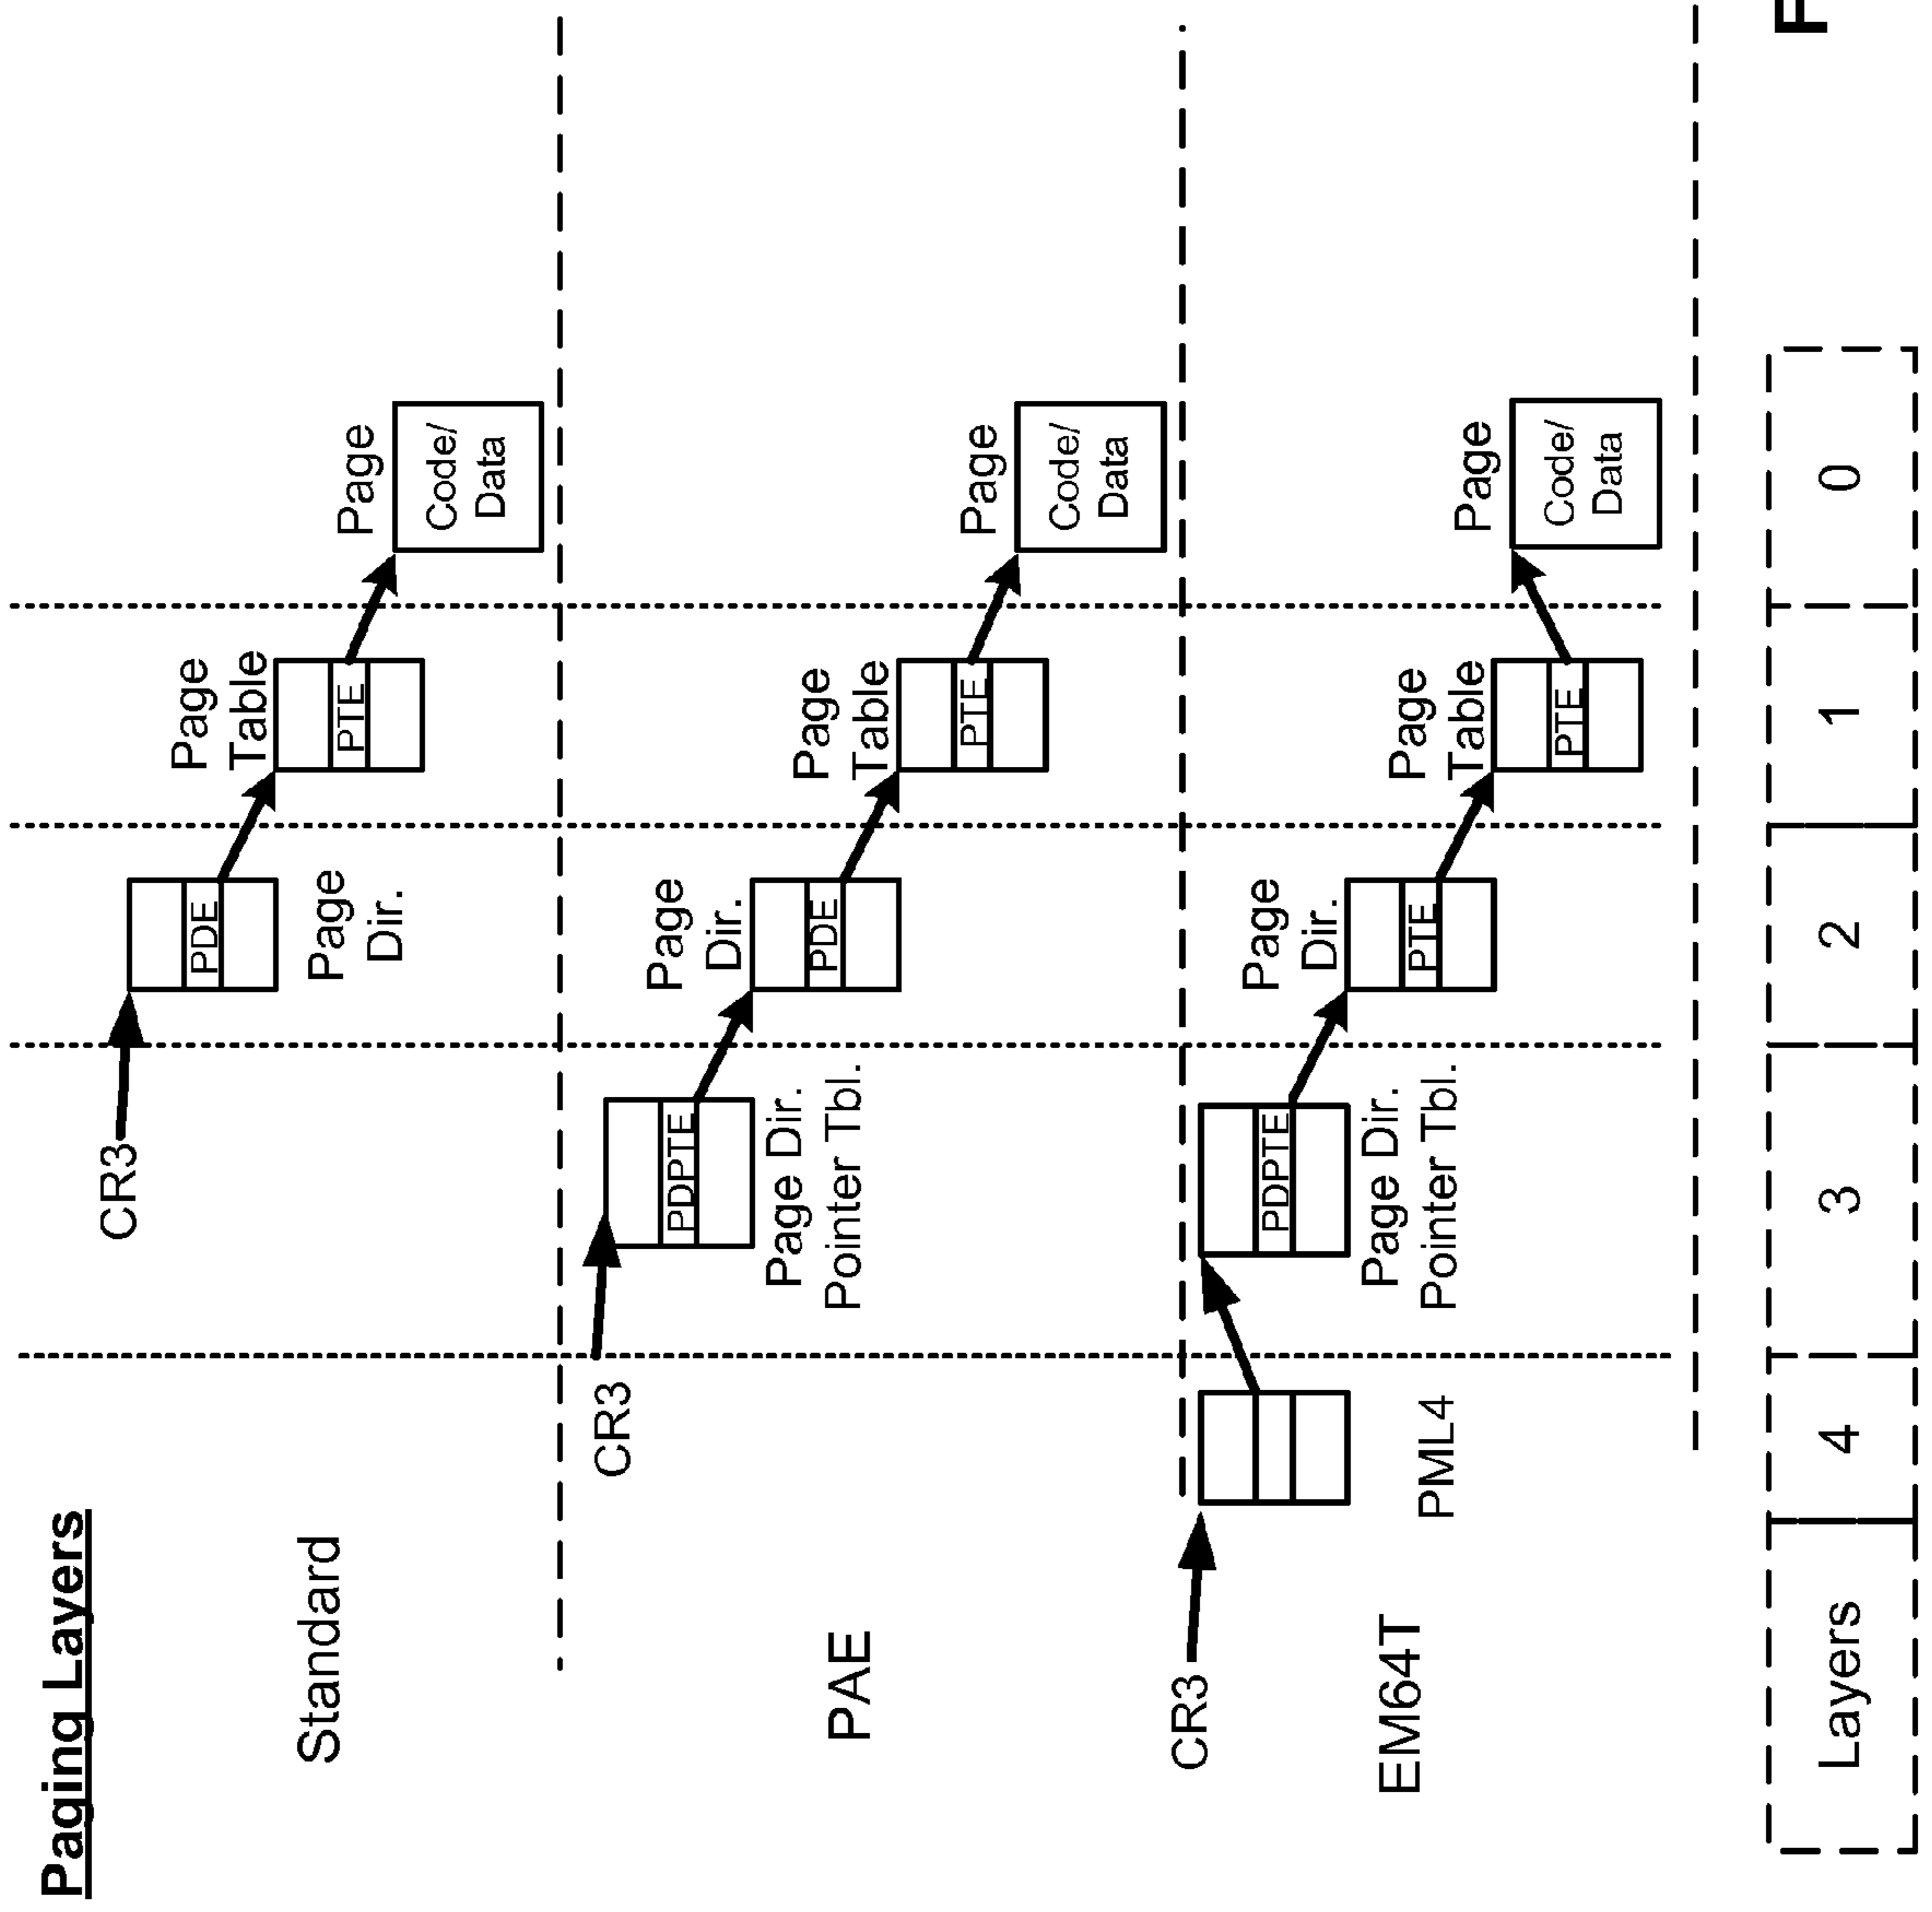 Paging Layers
Standard
CR3
PDE
Page
Dir.
Page
Table
PTE
Page
Code/
Data
PAE
CR3
PDPTE
Page Dir.
Pointer Tbl.
Page
Dir.
PDE
Page
Table
PTE
Page
Code/
Data
EM64T
CR3
PML4
PDPTE
Page Dir.
Pointer Tbl.
Page
Dir.
PTE
Page
Table
PTE
Page
Code/
Data
Layers 4 3 2 1 0
F